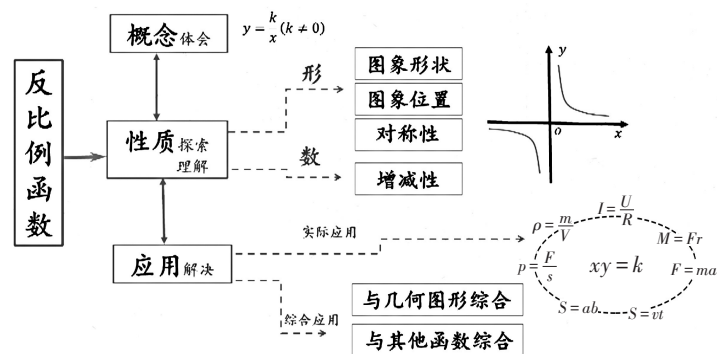 反比例函数
概念体会
y=k/x(k≠0)
性质探索理解
形
图象形状
图象位置
对称性
数
增减性
y
O
x
应用解决
实际应用
ρ=m/V
I=U/R
M=Fr
p=F/s
xy=k
F=ma
S=ab
S=vt
综合应用
与几何图形综合
与其他函数综合